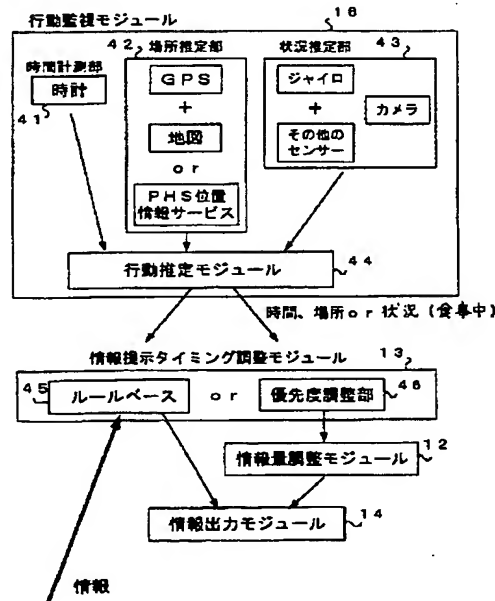 行動監視モジュール
16
時間計測部
時計
41
42
場所推定部
GPS
+
地図
or
PHS位置
情報サービス
状況推定部
43
ジャイロ
+
その他の
センサー
カメラ
行動推定モジュール
44
時間、場所or状況(食事中)
情報提示タイミング調整モジュール
13
45
ルールベース
or
優先度調整部
46
情報量調整モジュール
12
情報出力モジュール
14
情報